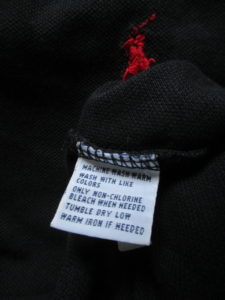 MACHINE WASH WARM
WASH WITH LIKE
COLORS
ONLY NON-CHLORINE
BLEACH WHEN NEEDED
TUMBLE DRY LOW
WARM IRON IF NEEDED